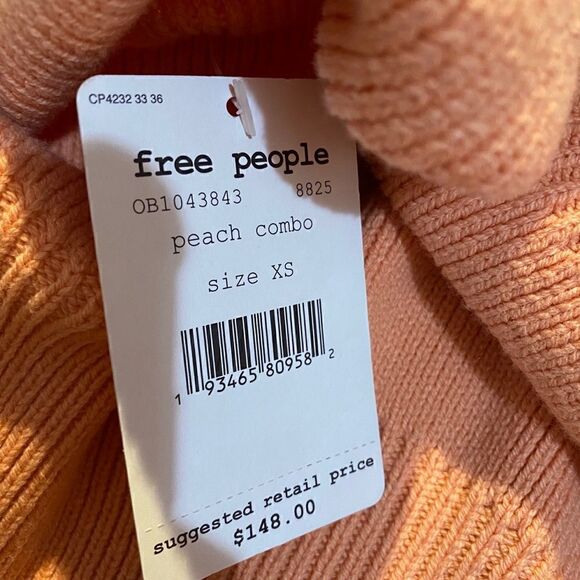 CP4232 33 36
free people
OB1043843 8825
peach combo
size XS
1 93465 80958 2
suggested retail price
$148.00